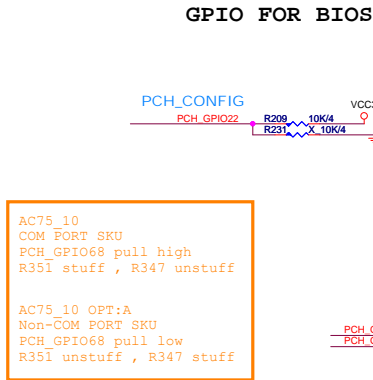 GPIO FOR BIOS
PCH_CONFIG
PCH_GPIO22
R209 10K/4
R231 X_10K/4
AC75_10
COM PORT SKU
PCH_GPIO68 pull high
R351 stuff , R347 unstuff
AC75_10 OPT:A
Non-COM PORT SKU
PCH_GPIO68 pull low
R351 unstuff , R347 stuff